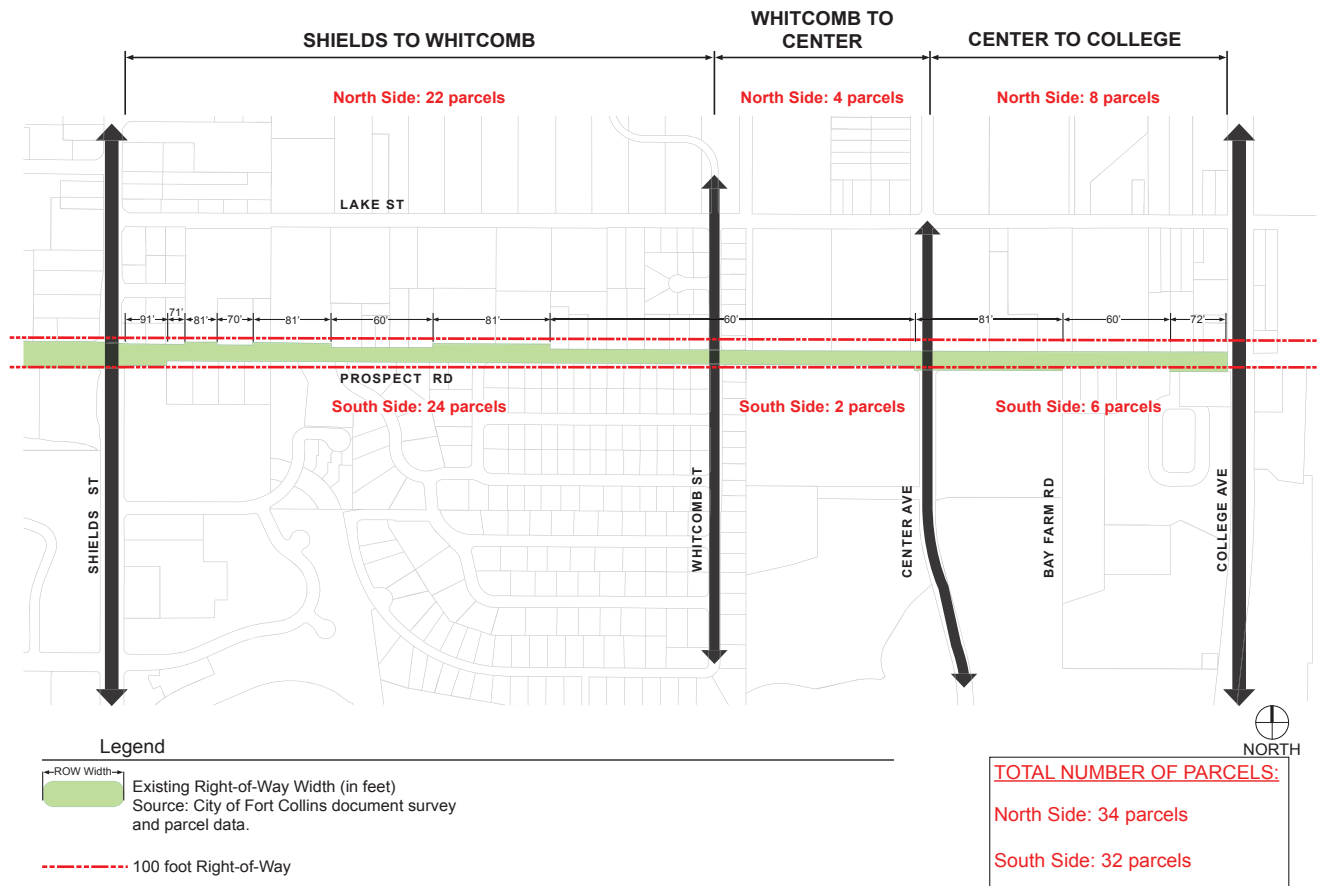 SHIELDS TO WHITCOMB
WHITCOMB TO
CENTER
CENTER TO COLLEGE
North Side: 22 parcels
North Side: 4 parcels
North Side: 8 parcels
LAKE ST
91'
71'
81'
70'
81'
60'
81'
60'
81'
60'
72'
PROSPECT RD
South Side: 24 parcels
South Side: 2 parcels
South Side: 6 parcels
SHIELDS ST
WHITCOMB ST
CENTER AVE
BAY FARM RD
COLLEGE AVE
NORTH
Legend
ROW Width
Existing Right-of-Way Width (in feet)
Source: City of Fort Collins document survey
and parcel data.
100 foot Right-of-Way
TOTAL NUMBER OF PARCELS:
North Side: 34 parcels
South Side: 32 parcels